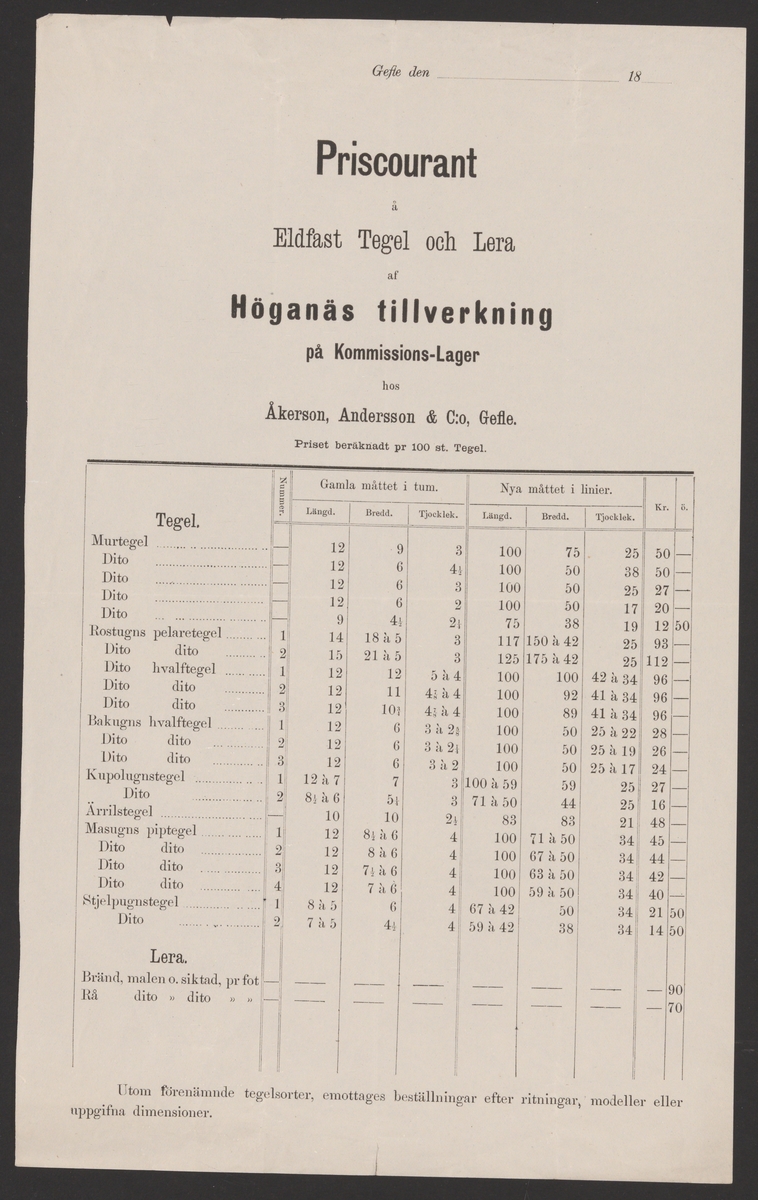 Gefle den 18
Priscourant
å
Eldfast Tegel och Lera
af
Höganäs tillverkning
på Kommissions-Lager
hos
Åkerson, Andersson & C:o, Gefle.
Priset beräknadt pr 100 st. Tegel.
Tegel. Nummer. Gamla måttet i tum. Nya måttet i linier. Kr. ö.
Längd. Bredd. Tjocklek. Längd. Bredd. Tjocklek.
Murtegel — 12 9 3 100 75 25 50 —
Dito — 12 6 4½ 100 50 38 50 —
Dito — 12 6 3 100 50 25 27 —
Dito — 12 6 2 100 50 17 20 —
Dito — 9 4½ 2¼ 75 38 19 12 50
Rostugns pelaretegel 1 14 18 à 5 3 117 150 à 42 25 93 —
Dito dito 2 15 21 à 5 3 125 175 à 42 25 112 —
Dito hvalftegel 1 12 12 5 à 4 100 100 42 à 34 96 —
Dito dito 2 12 11 à 4 100 92 41 à 34 96 —
Dito dito 3 12 à 4 100 89 41 à 34 96 —
Bakugns hvalftegel 1 12 6 3 à 100 50 25 à 22 28 —
Dito dito 2 12 6 3 à 2¼ 100 50 25 à 19 26 —
Dito dito 3 12 6 3 à 2 100 50 25 à 17 24 —
Kupolugnstegel 1 12 à 7 7 3 100 à 59 59 25 27 —
Dito 2 8½ à 6 5¼ 3 71 à 50 44 25 16 —
Ärrilstegel — 10 10 2½ 83 83 21 48 —
Masugns piptegel 1 12 8½ à 6 4 100 71 à 50 34 45 —
Dito dito 2 12 8 à 6 4 100 67 à 50 34 44 —
Dito dito 3 12 7½ à 6 4 100 63 à 50 34 42 —
Dito dito 4 12 7 à 6 4 100 59 à 50 34 40 —
Stjelpugnstegel 1 8 à 5 6 4 67 à 42 50 34 21 50
Dito 2 7 à 5 4½ 4 59 à 42 38 34 14 50
Lera.
Bränd, malen o. siktad, pr fot — — — — — — — — 90
Rå dito » dito » » — — — — — — — — 70
Utom förenämnde tegelsorter, emottages beställningar efter ritningar, modeller eller
uppgifna dimensioner.